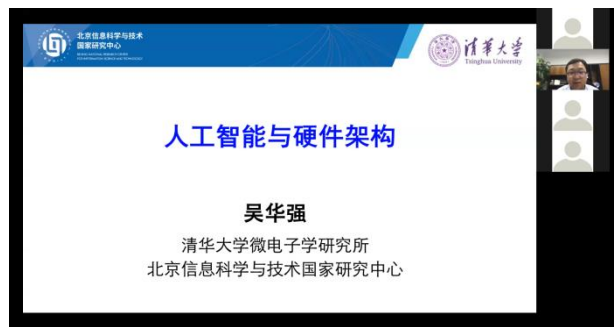 北京信息科学与技术
国家研究中心
清华大学
Tsinghua University
人工智能与硬件架构
吴华强
清华大学微电子学研究所
北京信息科学与技术国家研究中心